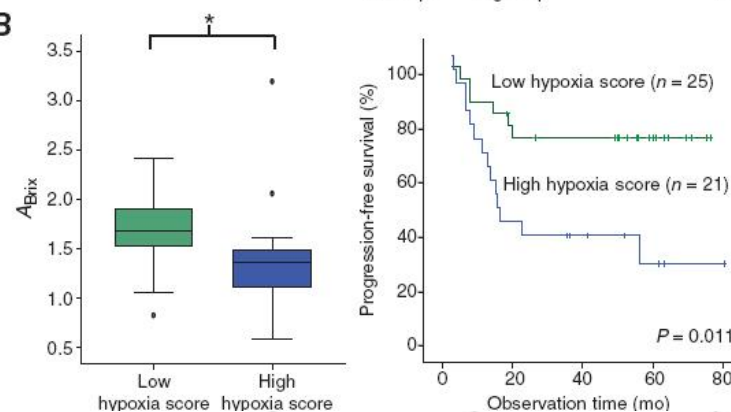 B
*
3.5
3.0
2.5
2.0
1.5
1.0
0.5
ABrix
Low
hypoxia score
High
hypoxia score
Progression-free survival (%)
100
80
60
40
20
0
Low hypoxia score (n = 25)
High hypoxia score (n = 21)
P = 0.011
0 20 40 60 80
Observation time (mo)